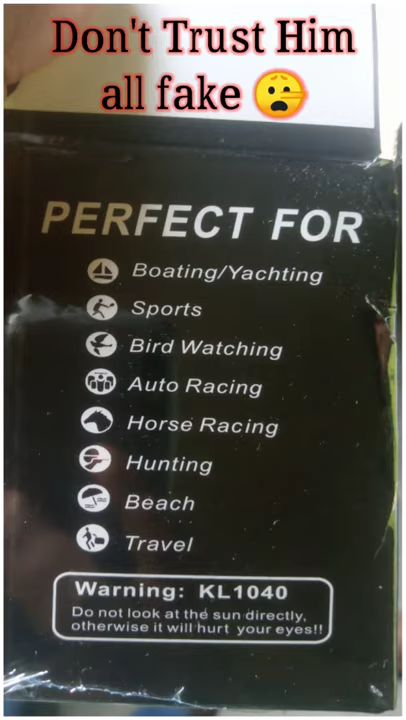 Don't Trust Him
all fake
PERFECT FOR
Boating/Yachting
Sports
Bird Watching
Auto Racing
Horse Racing
Hunting
Beach
Travel
Warning: KL1040
Do not look at the sun directly,
otherwise it will hurt your eyes!!